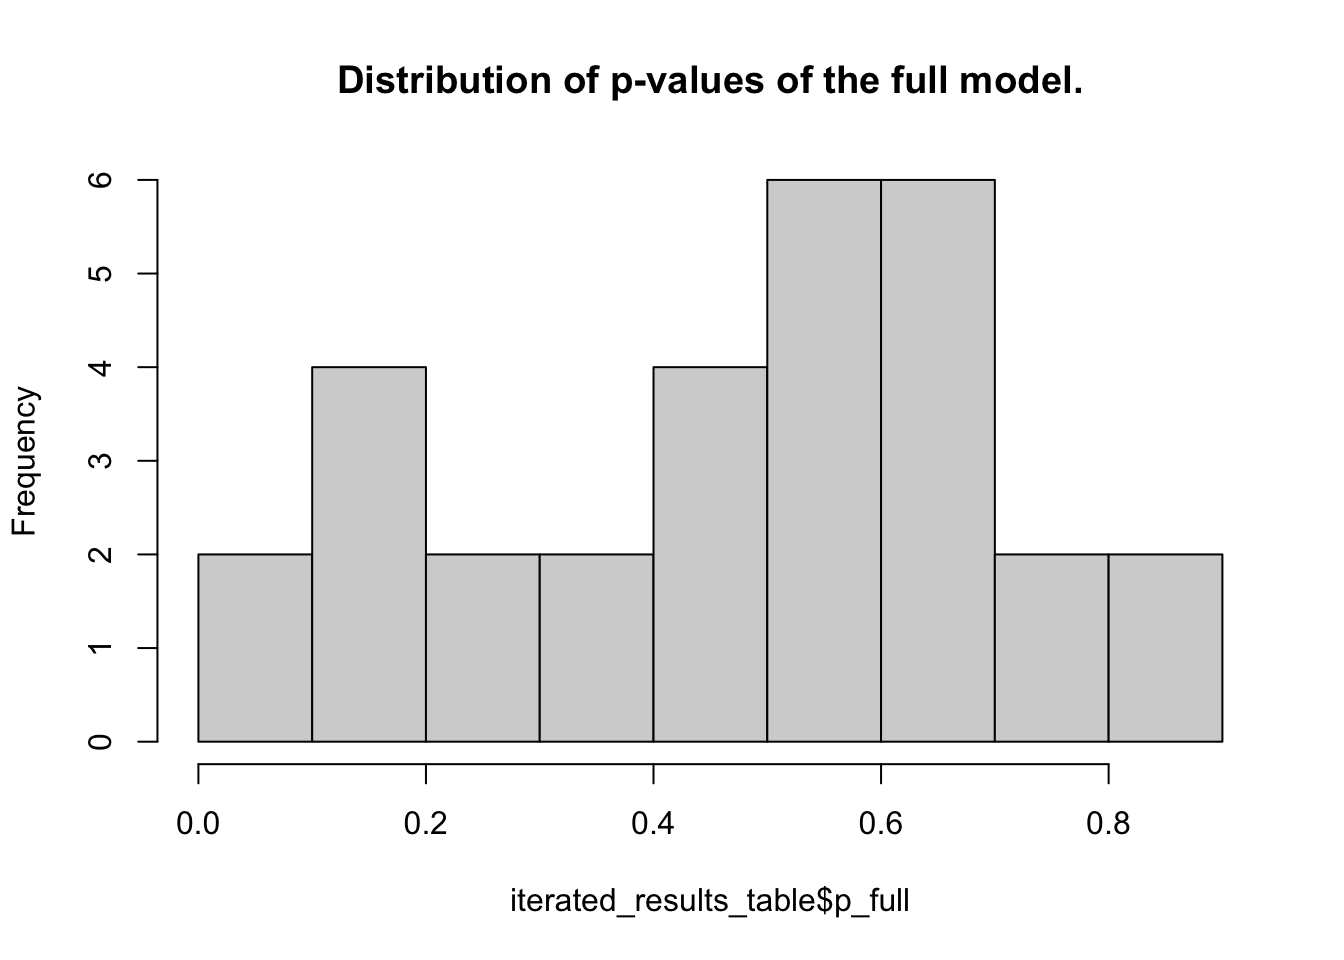 Distribution of p-values of the full model.
Frequency
6
5
4
3
2
1
0
0.0 0.2 0.4 0.6 0.8
iterated_results_table$p_full